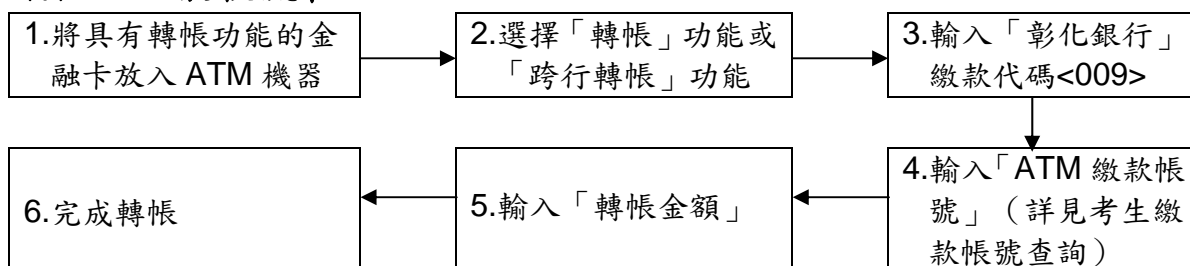 1.將具有轉帳功能的金
融卡放入 ATM 機器
2.選擇「轉帳」功能或
「跨行轉帳」功能
3.輸入「彰化銀行」
繳款代碼<009>
4.輸入「ATM 繳款帳
號」（詳見考生繳
款帳號查詢）
5.輸入「轉帳金額」
6.完成轉帳